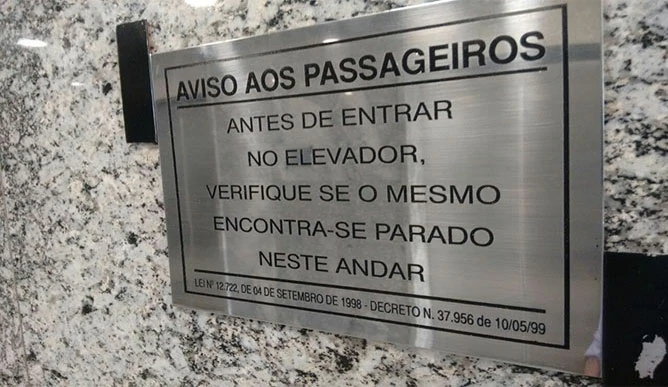 AVISO AOS PASSAGEIROS
ANTES DE ENTRAR
NO ELEVADOR,
VERIFIQUE SE O MESMO
ENCONTRA-SE PARADO
NESTE ANDAR
LEI Nº 12.722, DE 04 DE SETEMBRO DE 1998 - DECRETO N. 37.956 de 10/05/99